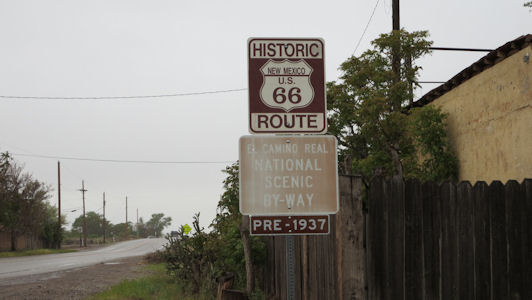 HISTORIC
NEW MEXICO
U.S.
66
ROUTE
EL CAMINO REAL
NATIONAL
SCENIC
BY-WAY
PRE-1937